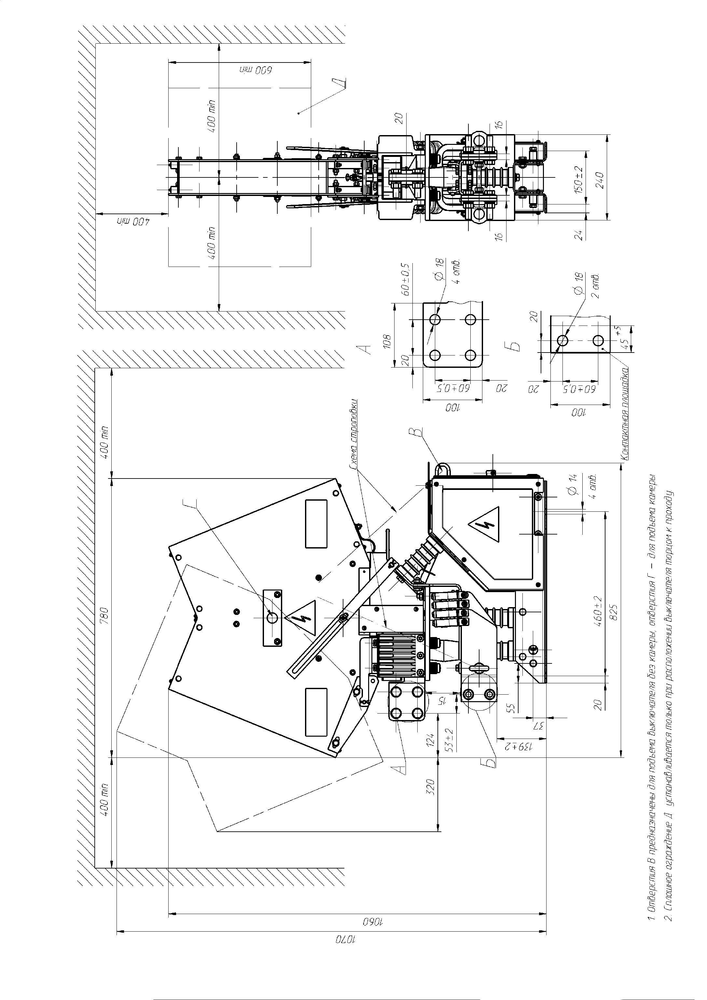 400 min
780
400 min
1070
1060
Г
Схема строповки
В
А
Б
320
124
53±2
15
139±2
37
55
20
460±2
825
Ø 14
4 отв.
400 min
400 min
400 min
600 min
Д
20
16
16
24
150±2
240
А
108
20
60±0,5
Ø 18
4 отв.
60±0,5
20
100
Б
20
Ø 18
2 отв.
45 +5
20
60±0,5
100
Контактная площадка
1. Отверстия В предназначены для подъема выключателя без камеры, отверстия Г – для подъема камеры
2. Сплошное ограждение Д устанавливается только при расположении выключателя торцом к проходу.